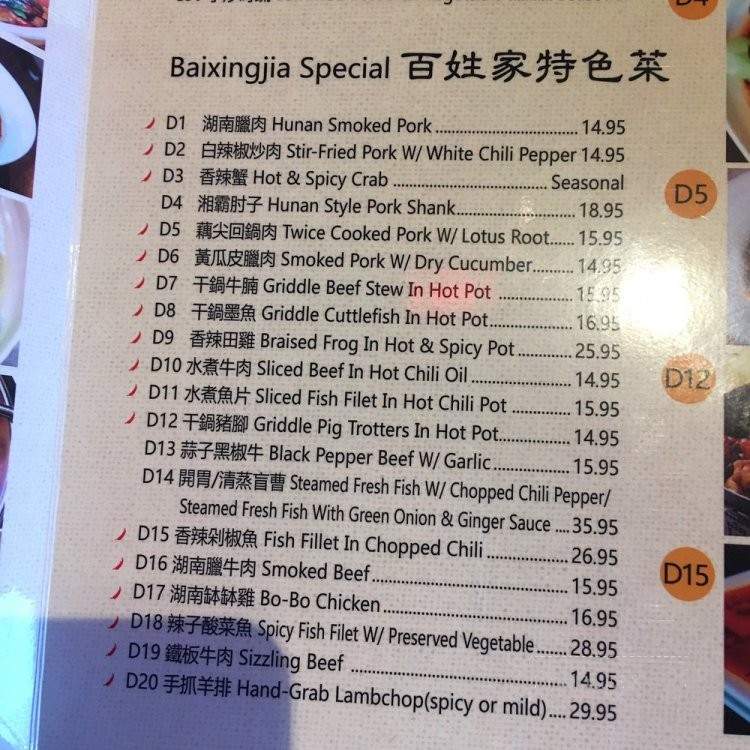 D4
Baixingjia Special 百姓家特色菜
D1 湖南臘肉 Hunan Smoked Pork 14.95
D2 白辣椒炒肉 Stir-Fried Pork W/ White Chili Pepper 14.95
D3 香辣蟹 Hot & Spicy Crab Seasonal
D4 湘霸肘子 Hunan Style Pork Shank 18.95
D5 藕尖回鍋肉 Twice Cooked Pork W/ Lotus Root 15.95
D6 黃瓜皮臘肉 Smoked Pork W/ Dry Cucumber 14.95
D7 干鍋牛腩 Griddle Beef Stew In Hot Pot 15.95
D8 干鍋墨魚 Griddle Cuttlefish In Hot Pot 16.95
D9 香辣田雞 Braised Frog In Hot & Spicy Pot 25.95
D10 水煮牛肉 Sliced Beef In Hot Chili Oil 14.95
D11 水煮魚片 Sliced Fish Filet In Hot Chili Pot 15.95
D12 干鍋豬腳 Griddle Pig Trotters In Hot Pot 14.95
D13 蒜子黑椒牛 Black Pepper Beef W/ Garlic 15.95
D14 開胃/清蒸盲曹 Steamed Fresh Fish W/ Chopped Chili Pepper/
Steamed Fresh Fish With Green Onion & Ginger Sauce 35.95
D15 香辣剁椒魚 Fish Fillet In Chopped Chili 26.95
D16 湖南臘牛肉 Smoked Beef 15.95
D17 湖南缽缽雞 Bo-Bo Chicken 16.95
D18 辣子酸菜魚 Spicy Fish Filet W/ Preserved Vegetable 28.95
D19 鐵板牛肉 Sizzling Beef 14.95
D20 手抓羊排 Hand-Grab Lambchop(spicy or mild) 29.95
D5
D12
D15